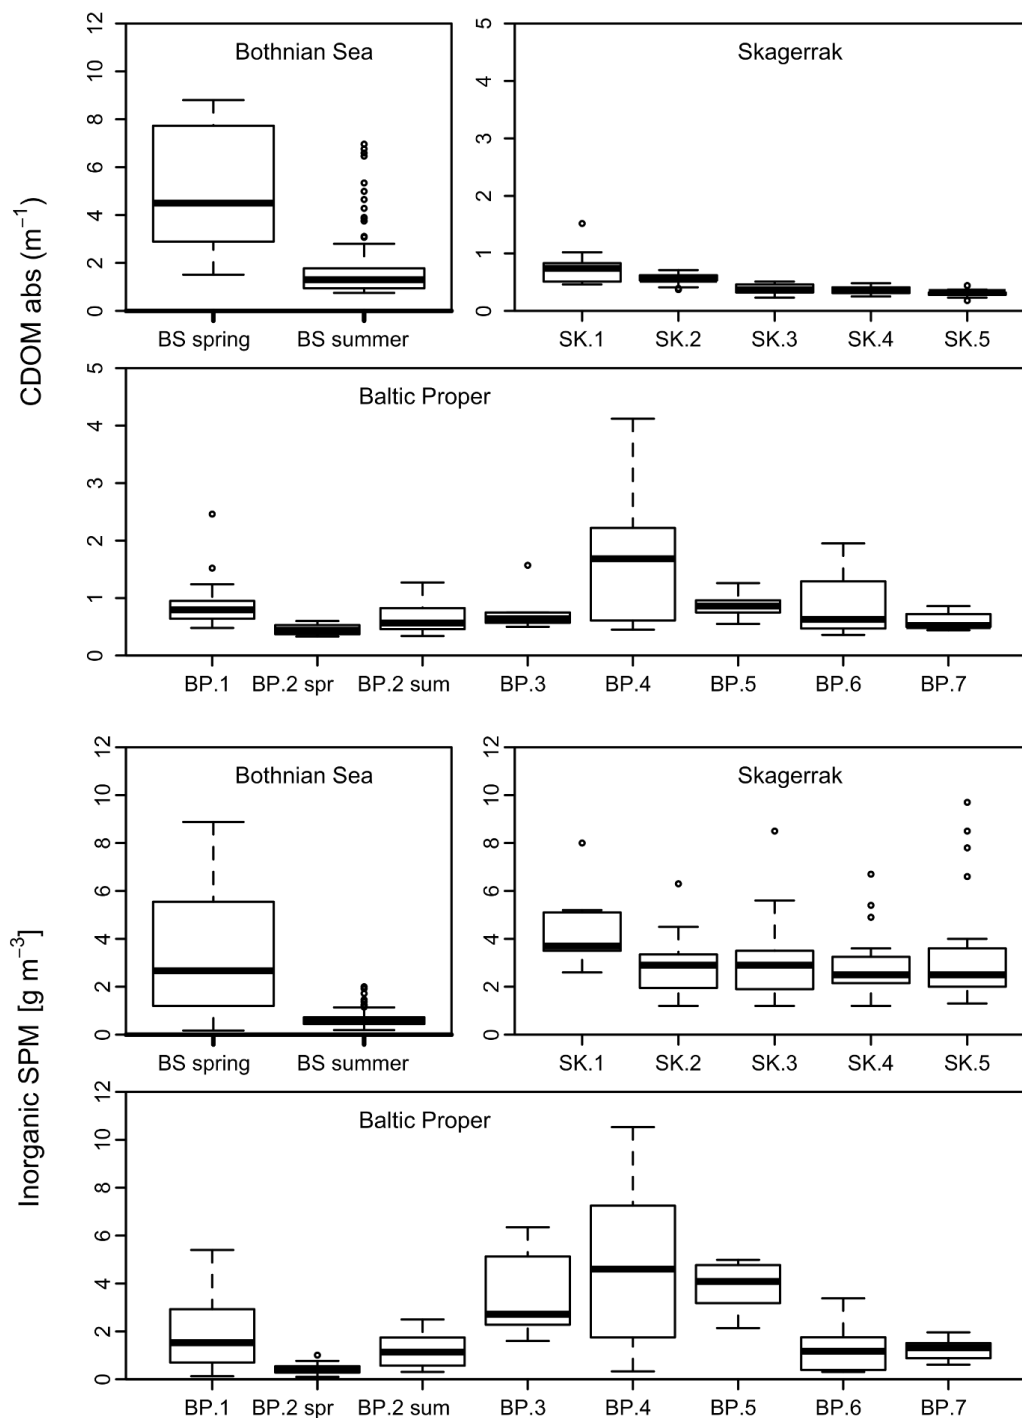 CDOM abs (m⁻¹)
Bothnian Sea
12
10
8
6
4
2
0
BS spring
BS summer
Skagerrak
5
4
3
2
1
0
SK.1 SK.2 SK.3 SK.4 SK.5
Baltic Proper
5
4
3
2
1
0
BP.1 BP.2 spr BP.2 sum BP.3 BP.4 BP.5 BP.6 BP.7
Inorganic SPM [g m⁻³]
Bothnian Sea
12
10
8
6
4
2
0
BS spring
BS summer
Skagerrak
12
10
8
6
4
2
0
SK.1 SK.2 SK.3 SK.4 SK.5
Baltic Proper
12
10
8
6
4
2
0
BP.1 BP.2 spr BP.2 sum BP.3 BP.4 BP.5 BP.6 BP.7